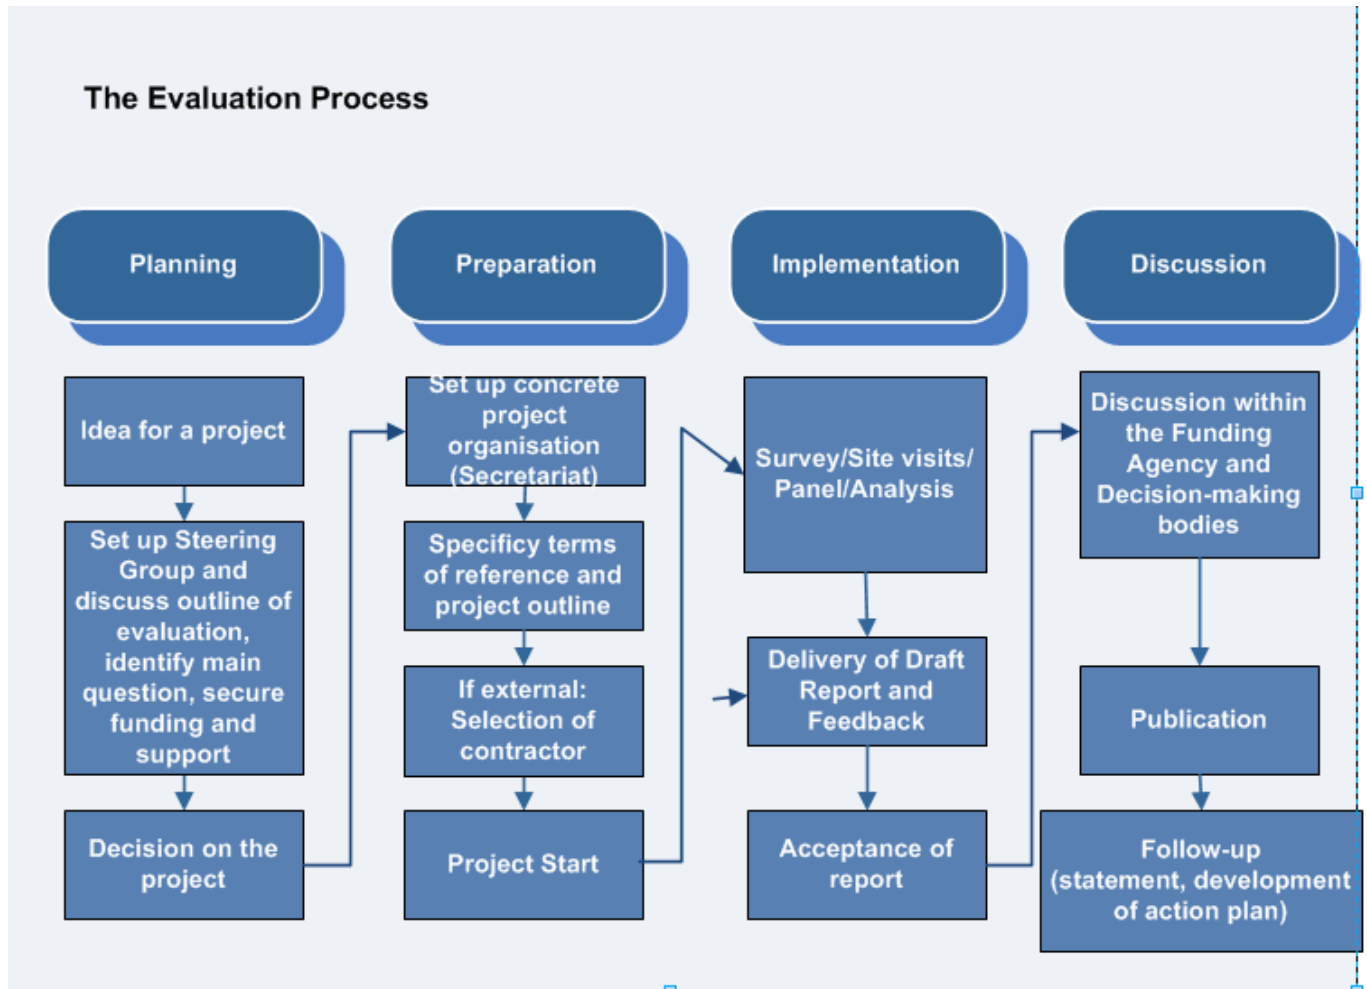 The Evaluation Process
Planning
Preparation
Implementation
Discussion
Idea for a project
Set up Steering
Group and
discuss outline of
evaluation,
identify main
question, secure
funding and
support
Decision on the
project
Set up concrete
project
organisation
(Secretariat)
Specificy terms
of reference and
project outline
If external:
Selection of
contractor
Project Start
Survey/Site visits/
Panel/Analysis
Delivery of Draft
Report and
Feedback
Acceptance of
report
Discussion within
the Funding
Agency and
Decision-making
bodies
Publication
Follow-up
(statement, development
of action plan)